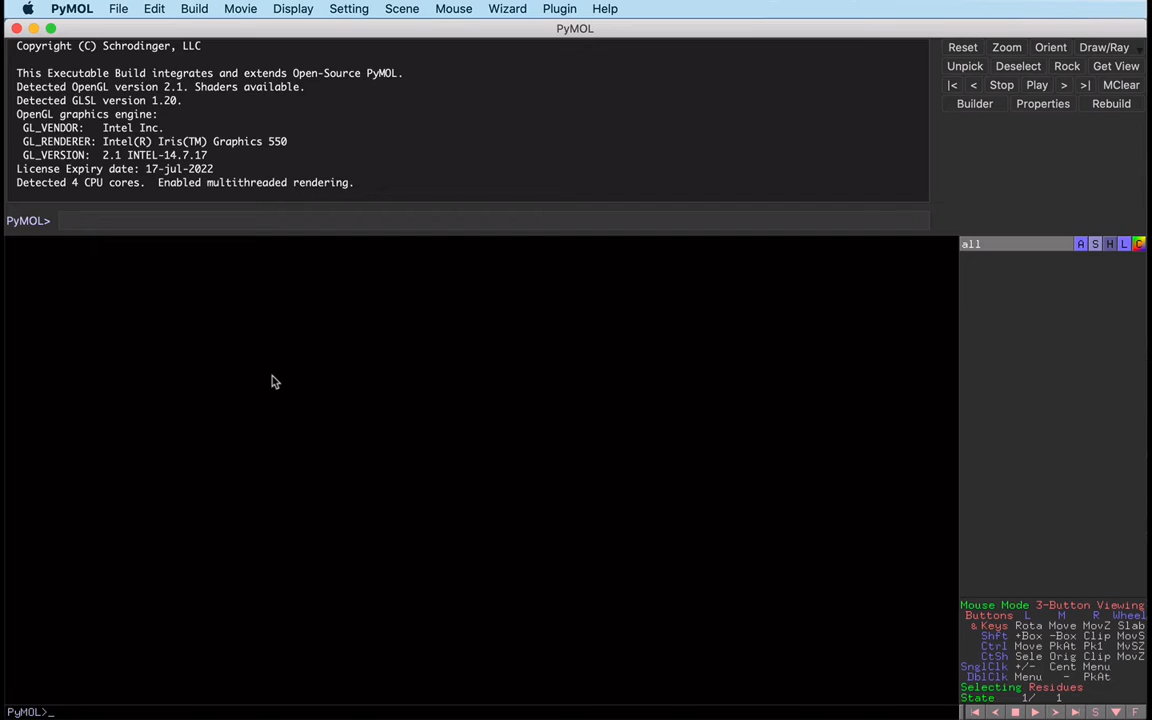 PyMOL File Edit Build Movie Display Setting Scene Mouse Wizard Plugin Help
PyMOL
Copyright (C) Schrodinger, LLC
This Executable Build integrates and extends Open-Source PyMOL.
Detected OpenGL version 2.1. Shaders available.
Detected GLSL version 1.20.
OpenGL graphics engine:
GL_VENDOR: Intel Inc.
GL_RENDERER: Intel(R) Iris(TM) Graphics 550
GL_VERSION: 2.1 INTEL-14.7.17
License Expiry date: 17-jul-2022
Detected 4 CPU cores. Enabled multithreaded rendering.
PyMOL>
Reset Zoom Orient Draw/Ray
Unpick Deselect Rock Get View
|< < Stop Play > >| MClear
Builder Properties Rebuild
all A S H L C
Mouse Mode 3-Button Viewing
Buttons L M R Wheel
& Keys Rota Move MovZ Slab
Shft +Box -Box Clip MovS
Ctrl Move PkAt Pk1 MvSZ
CtSh Sele Orig Clip MovZ
SnglClk +/- Cent Menu
DblClk Menu - PkAt
Selecting Residues
State 1/ 1
S F
PyMOL>_